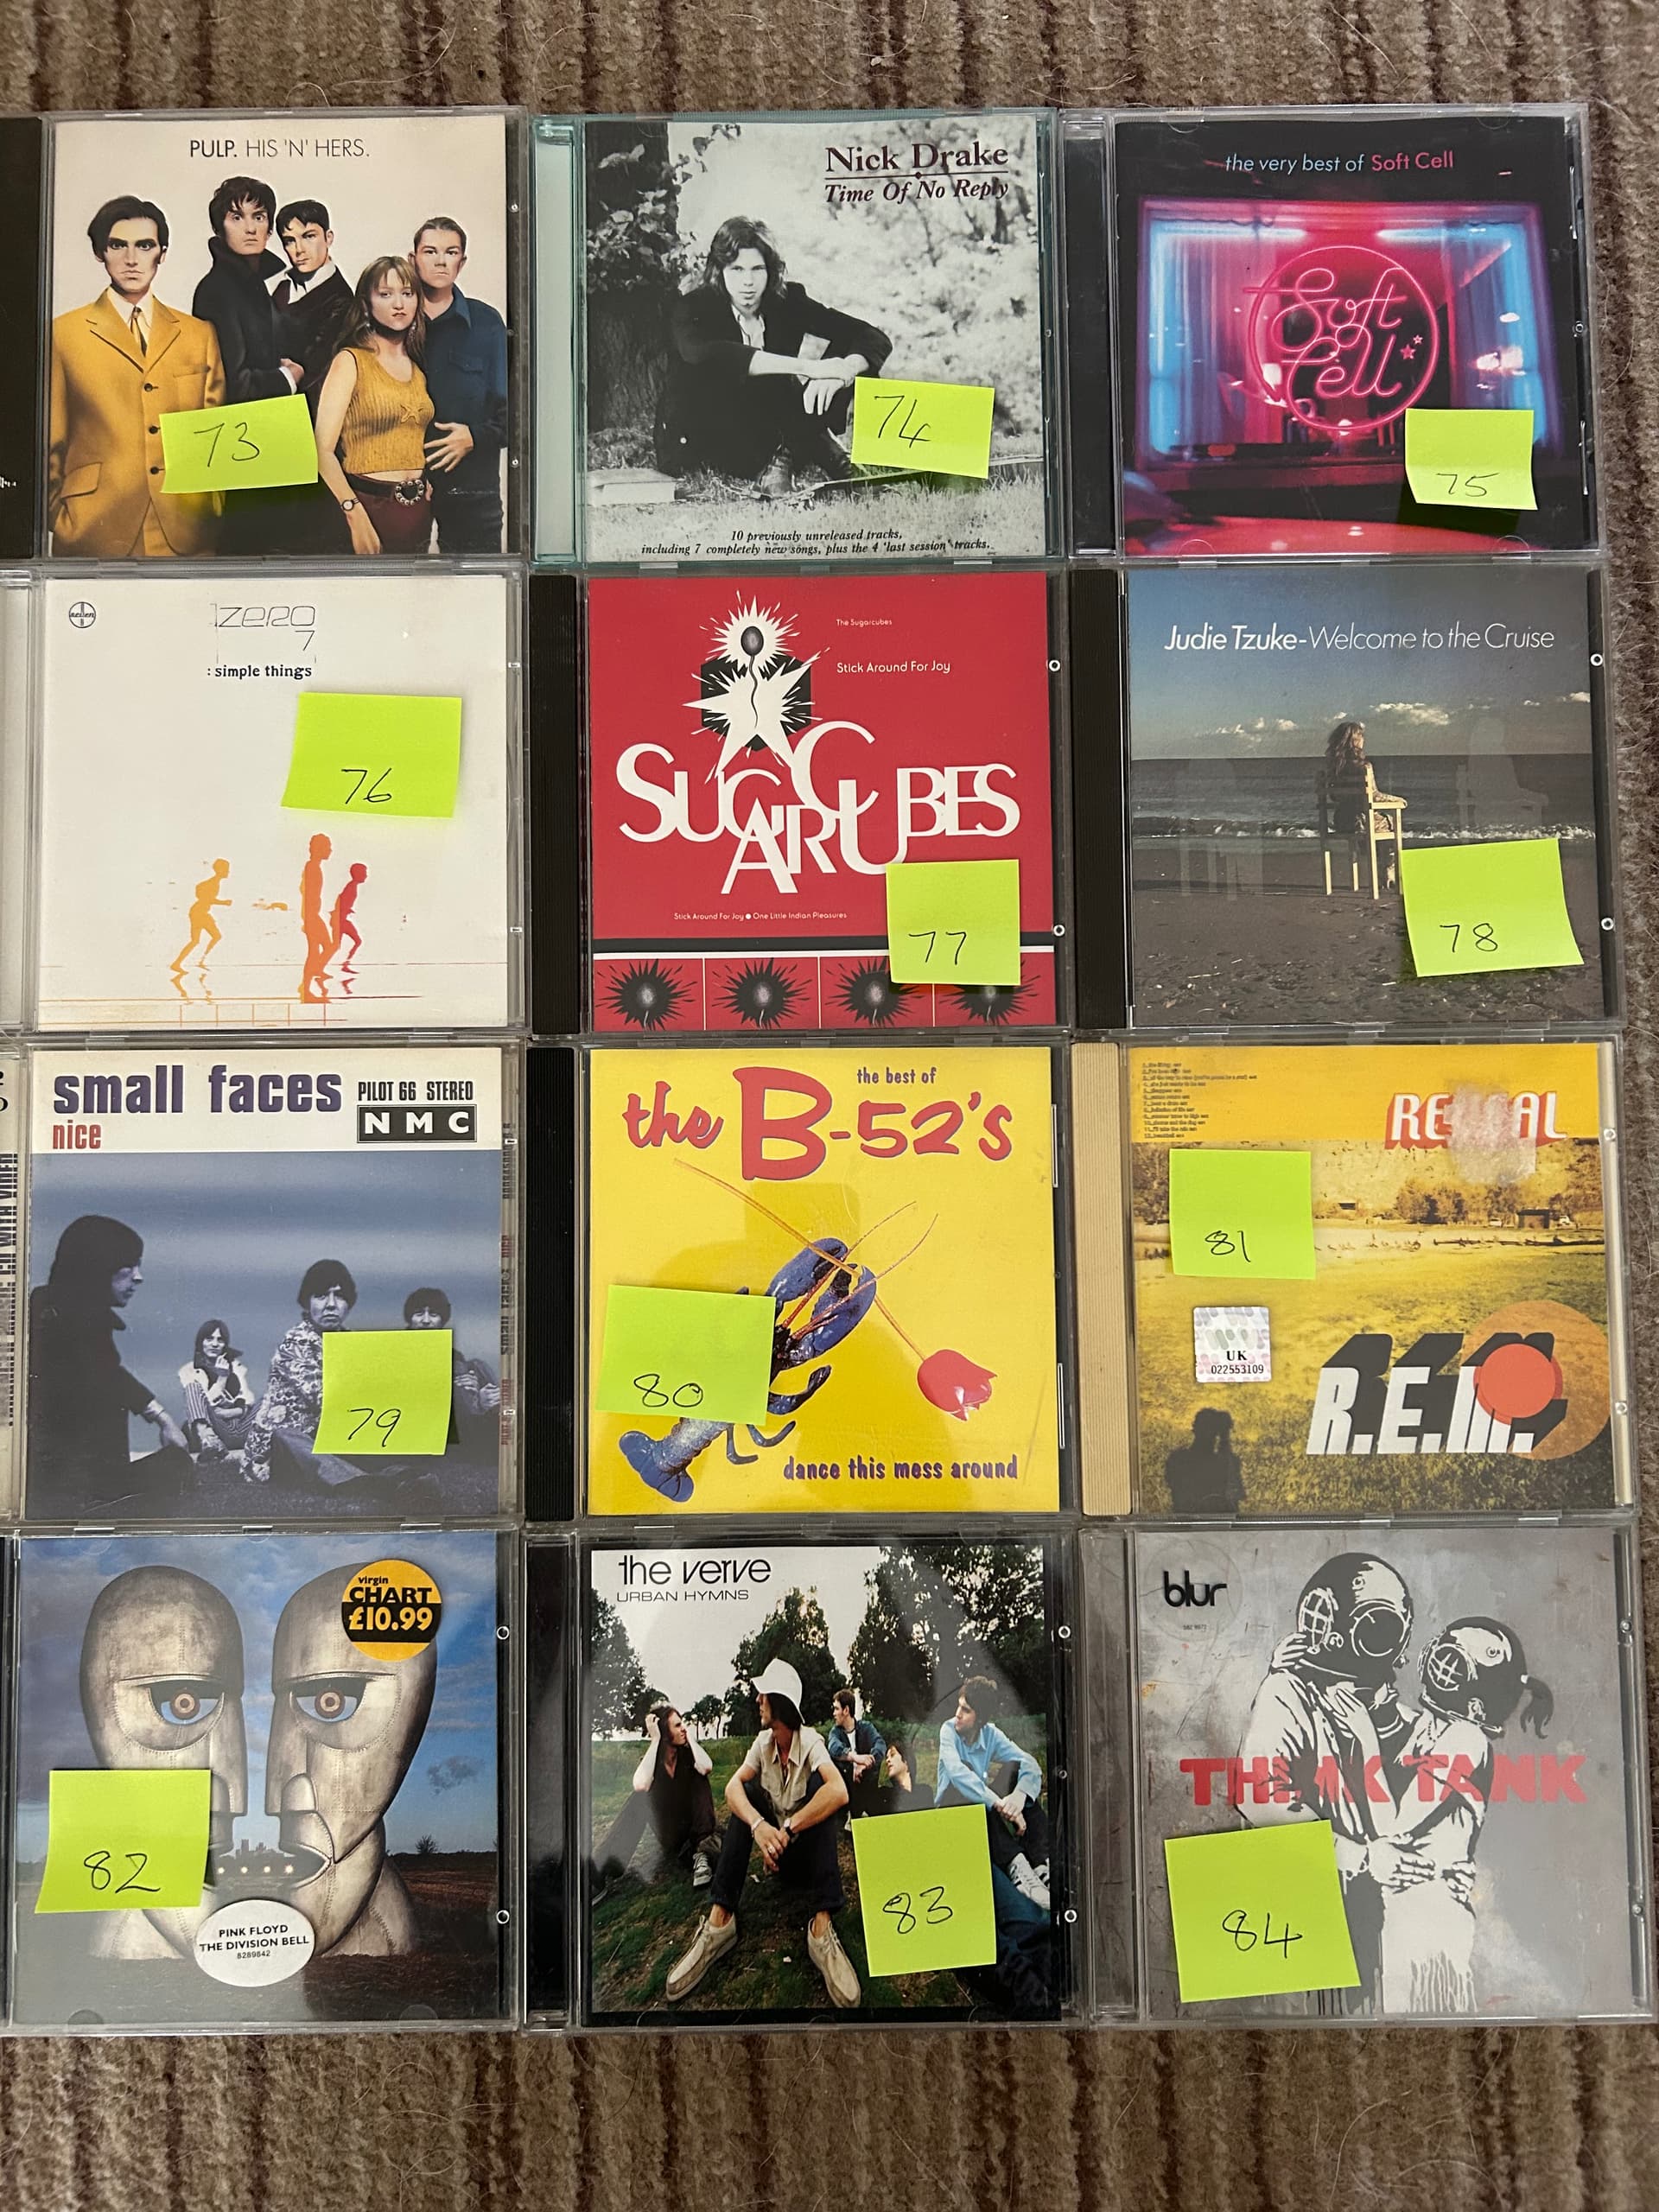 PULP. HIS 'N' HERS.
73
Nick Drake
Time Of No Reply
74
10 previously unreleased tracks,
including 7 completely new songs, plus the 4 'last session' tracks.
the very best of Soft Cell
Soft
Cell
75
zero
7
: simple things
76
The Sugarcubes
Stick Around For Joy
SUGARCUBES
Stick Around For Joy ● One Little Indian Pleasures
77
Judie Tzuke-Welcome to the Cruise
78
small faces
nice
PILOT 66 STEREO
NMC
79
the best of
the B-52's
80
dance this mess around
81
UK
022553109
R.E.M.
virgin
CHART
£10.99
82
PINK FLOYD
THE DIVISION BELL
8289842
the verve
URBAN HYMNS
83
blur
THINK TANK
84